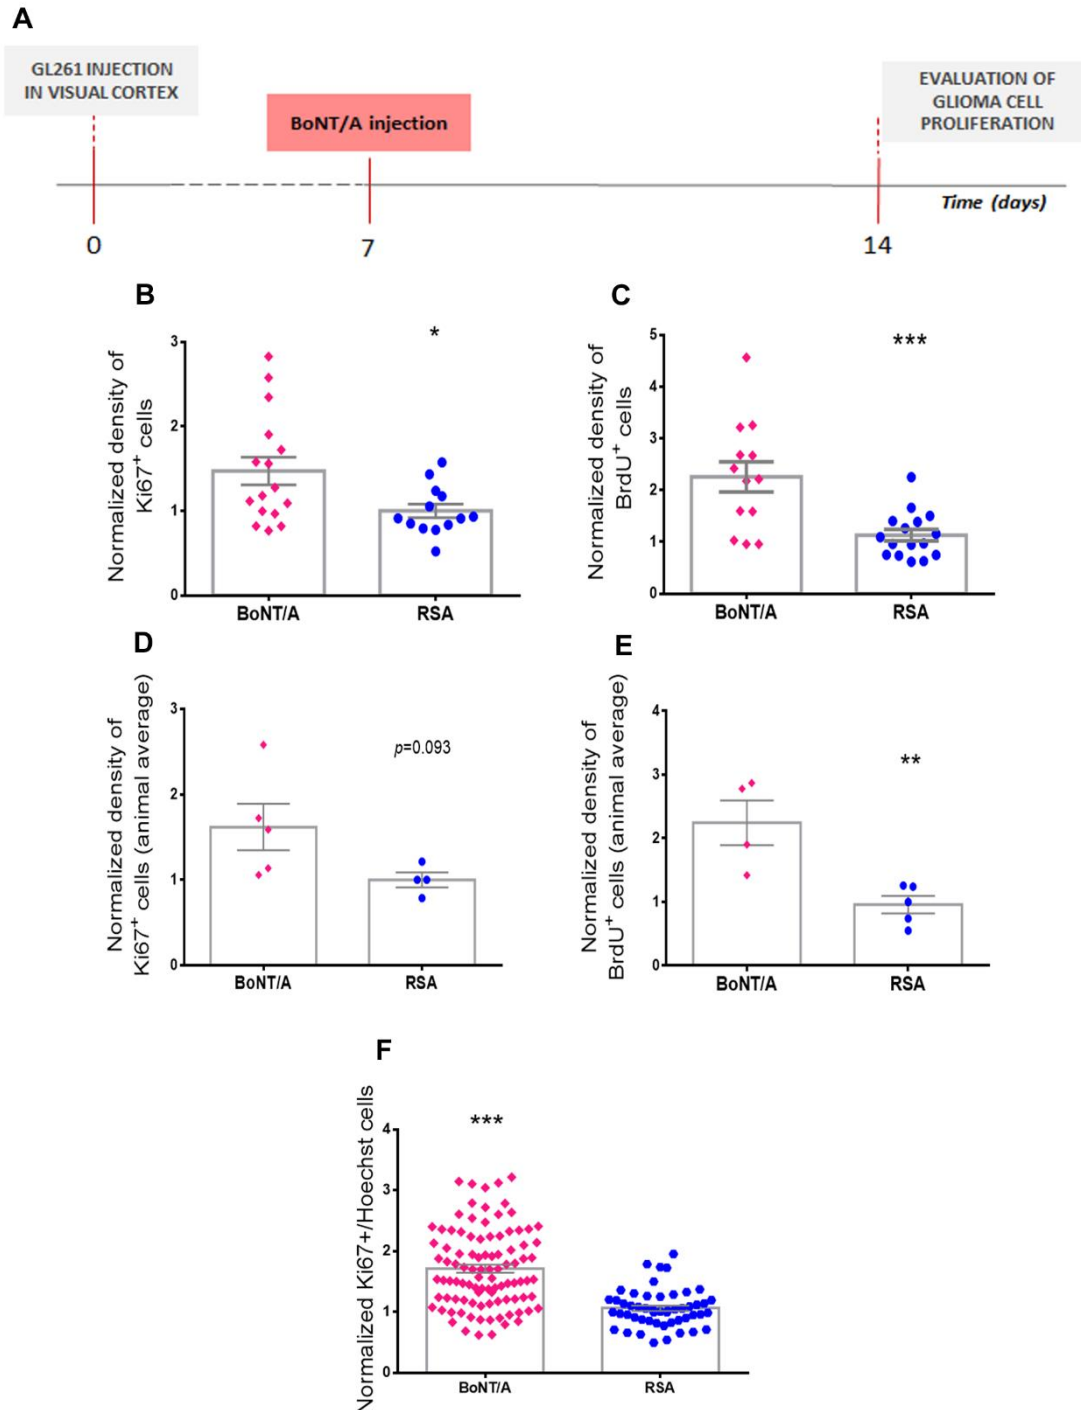 A
GL261 INJECTION
IN VISUAL CORTEX
BoNT/A injection
EVALUATION OF
GLIOMA CELL
PROLIFERATION
Time (days)
0
7
14
B
Normalized density of
Ki67+ cells
3
2
1
0
*
BoNT/A
RSA
C
Normalized density of
BrdU+ cells
5
4
3
2
1
0
***
BoNT/A
RSA
D
Normalized density of
Ki67+ cells (animal average)
3
2
1
0
p=0.093
BoNT/A
RSA
E
Normalized density of
BrdU+ cells (animal average)
4
3
2
1
0
**
BoNT/A
RSA
F
Normalized Ki67+/Hoechst cells
4
3
2
1
0
***
BoNT/A
RSA